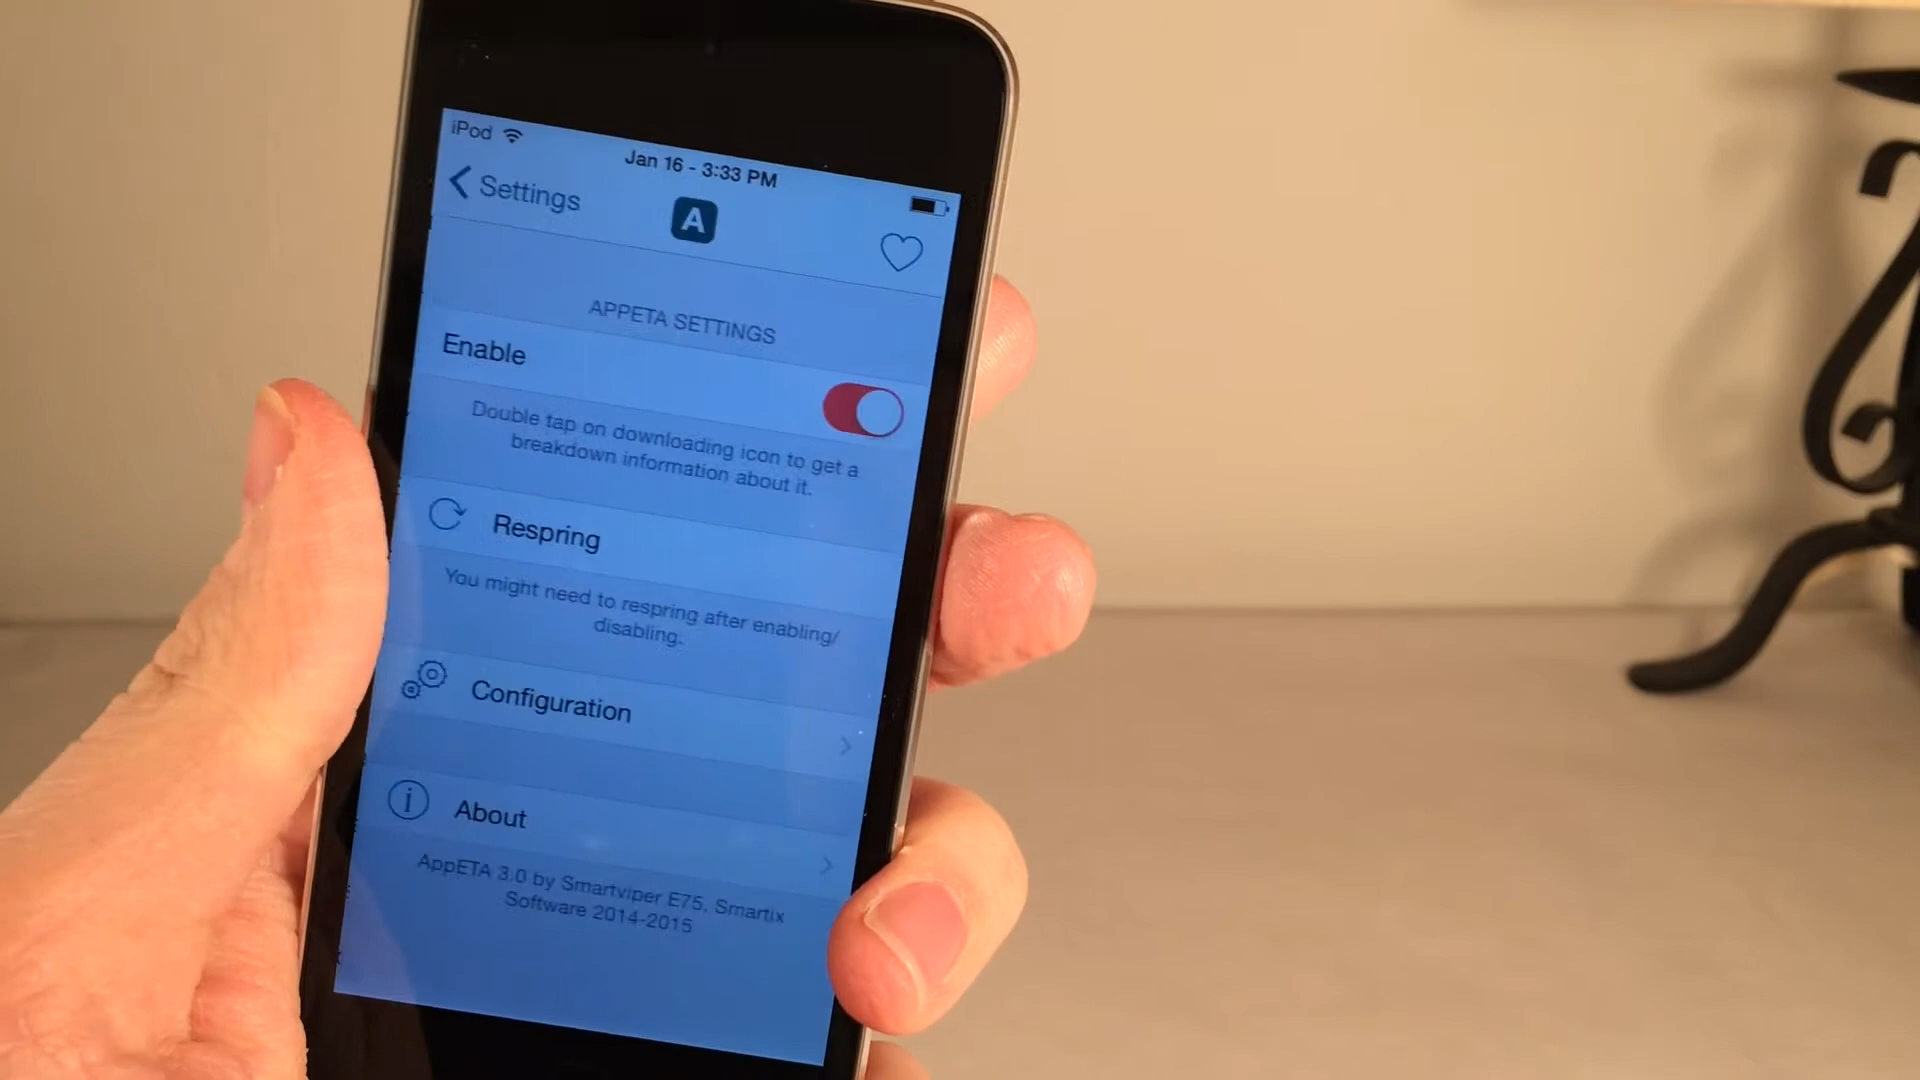 iPod
Jan 16 - 3:33 PM
Settings
A
APPETA SETTINGS
Enable
Double tap on downloading icon to get a
breakdown information about it.
Respring
You might need to respring after enabling/
disabling.
Configuration
About
AppETA 3.0 by Smartviper E75. Smartix
Software 2014-2015